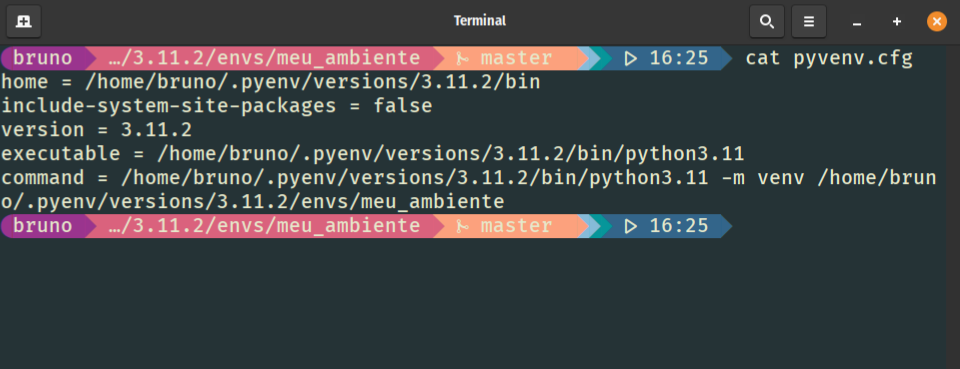 Terminal
bruno …/3.11.2/envs/meu_ambiente master 16:25 cat pyvenv.cfg
home = /home/bruno/.pyenv/versions/3.11.2/bin
include-system-site-packages = false
version = 3.11.2
executable = /home/bruno/.pyenv/versions/3.11.2/bin/python3.11
command = /home/bruno/.pyenv/versions/3.11.2/bin/python3.11 -m venv /home/brun
o/.pyenv/versions/3.11.2/envs/meu_ambiente
bruno …/3.11.2/envs/meu_ambiente master 16:25